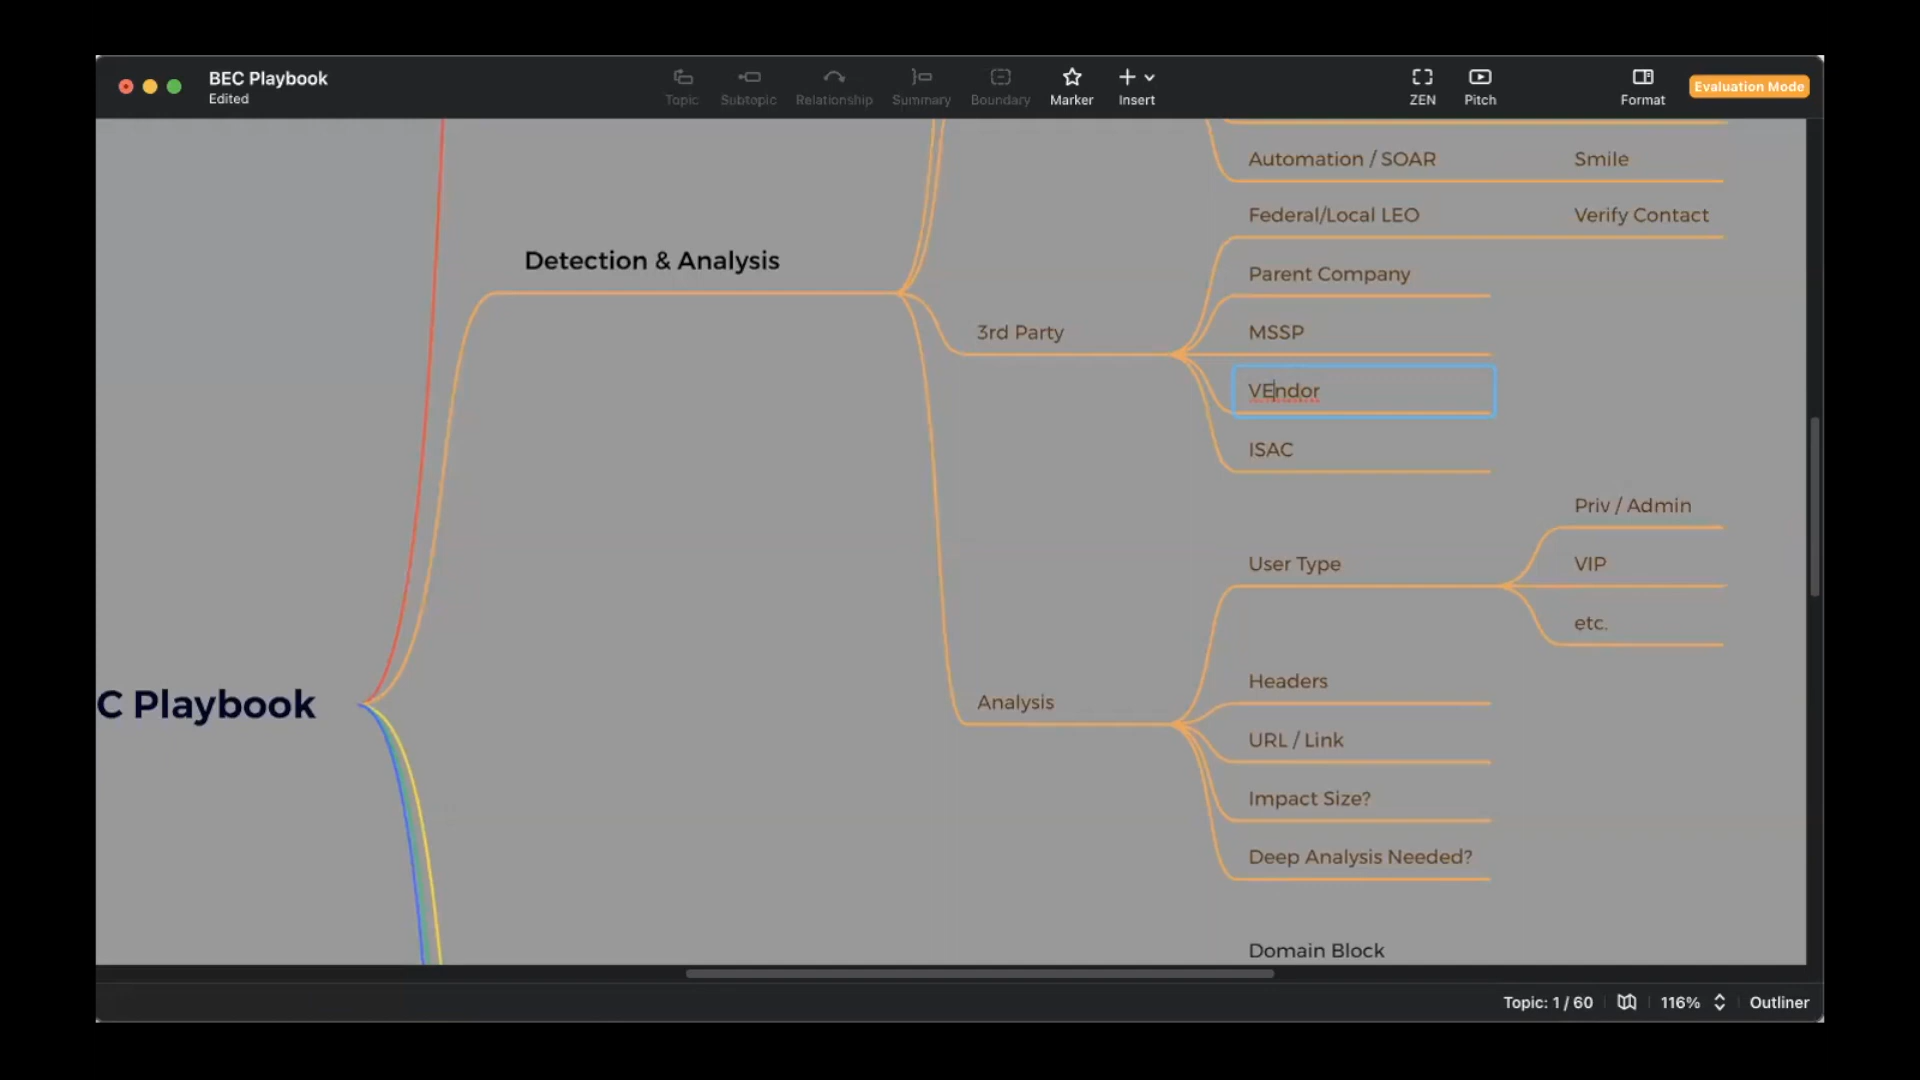 BEC Playbook
Edited
Topic
Subtopic
Relationship
Summary
Boundary
Marker
Insert
ZEN
Pitch
Format
Evaluation Mode
Automation / SOAR
Smile
Federal/Local LEO
Verify Contact
Detection & Analysis
Parent Company
3rd Party
MSSP
VEndor
ISAC
Priv / Admin
User Type
VIP
etc.
Headers
Analysis
C Playbook
URL / Link
Impact Size?
Deep Analysis Needed?
Domain Block
Topic: 1 / 60
116%
Outliner